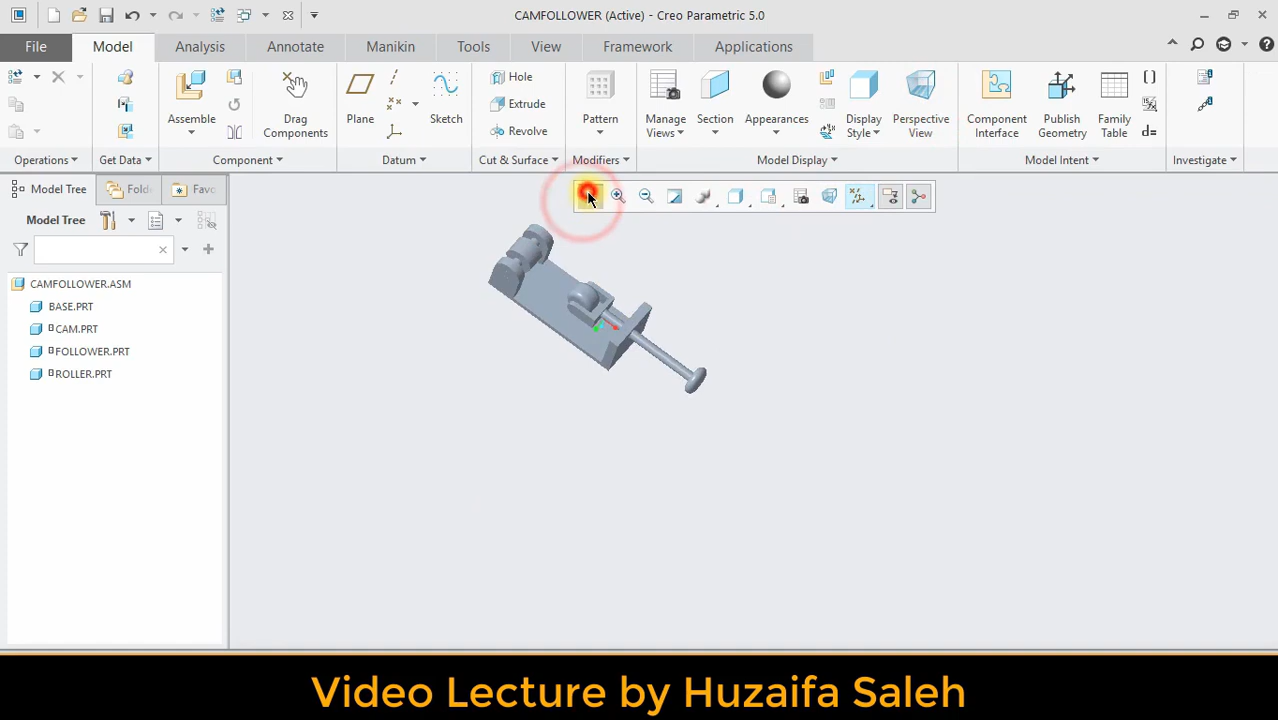 CAMFOLLOWER (Active) - Creo Parametric 5.0
File Model Analysis Annotate Manikin Tools View Framework Applications
Assemble
Drag
Components
Plane
Sketch
Hole
Extrude
Revolve
Pattern
Manage
Views
Section
Appearances
Display
Style
Perspective
View
Component
Interface
Publish
Geometry
Family
Table
d=
Operations Get Data Component Datum Cut & Surface Modifiers Model Display Model Intent Investigate
Model Tree Fold Favo
Model Tree
CAMFOLLOWER.ASM
BASE.PRT
CAM.PRT
FOLLOWER.PRT
ROLLER.PRT
Video Lecture by Huzaifa Saleh